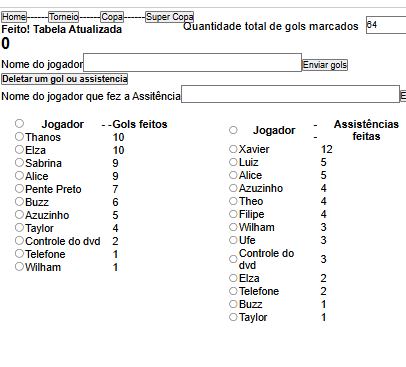 Home-------Torneio-------Copa-------Super Copa
Quantidade total de gols marcados 64
Feito! Tabela Atualizada
0
Nome do jogador Enviar gols
Deletar um gol ou assistencia
Nome do jogador que fez a Assitência E
Jogador - -Gols feitos
Thanos 10
Elza 10
Sabrina 9
Alice 9
Pente Preto 7
Buzz 6
Azuzinho 5
Taylor 4
Controle do dvd 2
Telefone 1
Wilham 1
Jogador - - Assistências feitas
Xavier 12
Luiz 5
Alice 5
Azuzinho 4
Theo 4
Filipe 4
Wilham 3
Ufe 3
Controle do dvd 3
Elza 2
Telefone 2
Buzz 1
Taylor 1